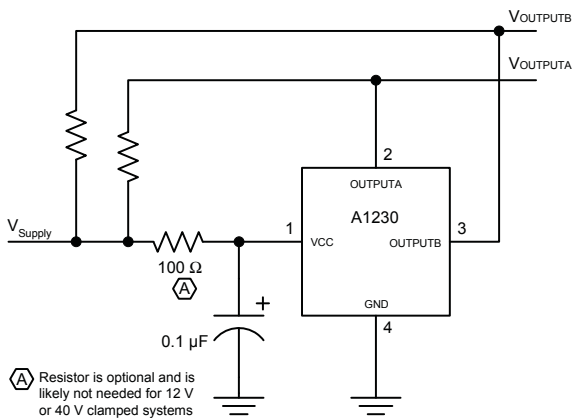 VOUTPUTB
VOUTPUTA
2
OUTPUTA
A1230
VSupply
1
VCC
OUTPUTB
3
100 Ω
A
GND
4
+
0.1 µF
A Resistor is optional and is
likely not needed for 12 V
or 40 V clamped systems